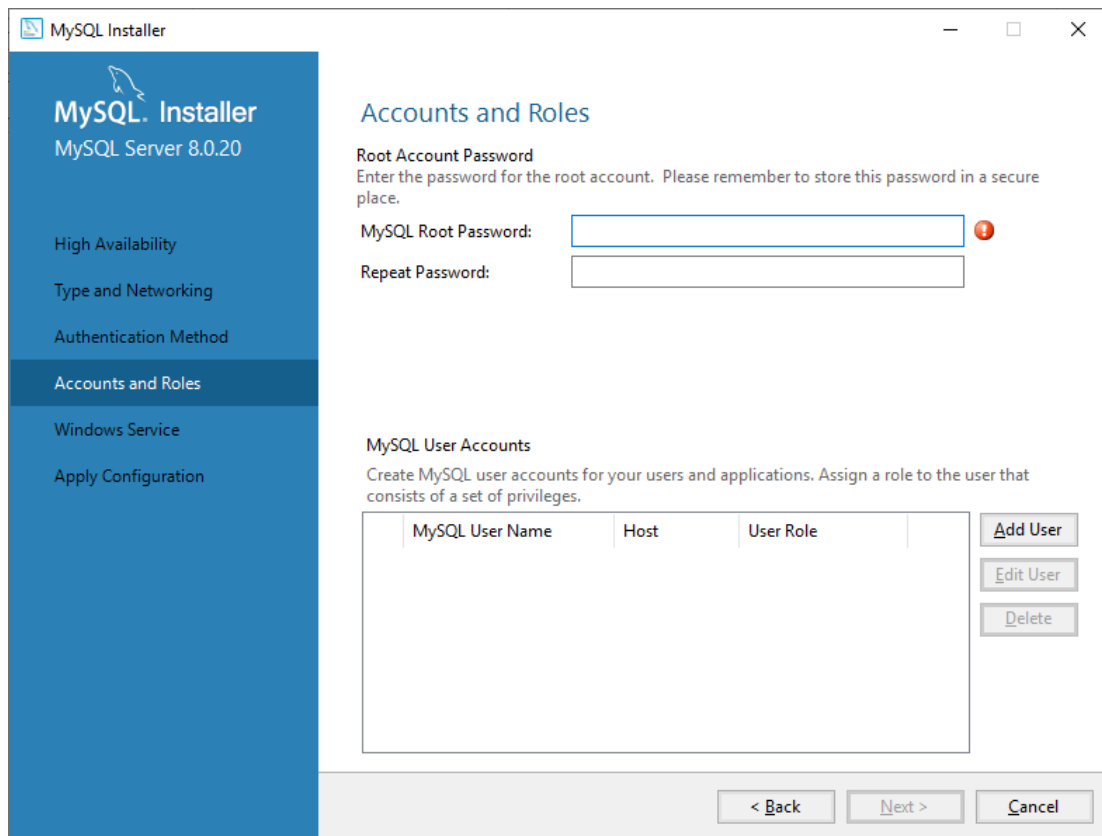 MySQL Installer
MySQL. Installer
MySQL Server 8.0.20
High Availability
Type and Networking
Authentication Method
Accounts and Roles
Windows Service
Apply Configuration
Accounts and Roles
Root Account Password
Enter the password for the root account. Please remember to store this password in a secure
place.
MySQL Root Password:
Repeat Password:
MySQL User Accounts
Create MySQL user accounts for your users and applications. Assign a role to the user that
consists of a set of privileges.
MySQL User Name Host User Role
Add User
Edit User
Delete
< Back Next > Cancel